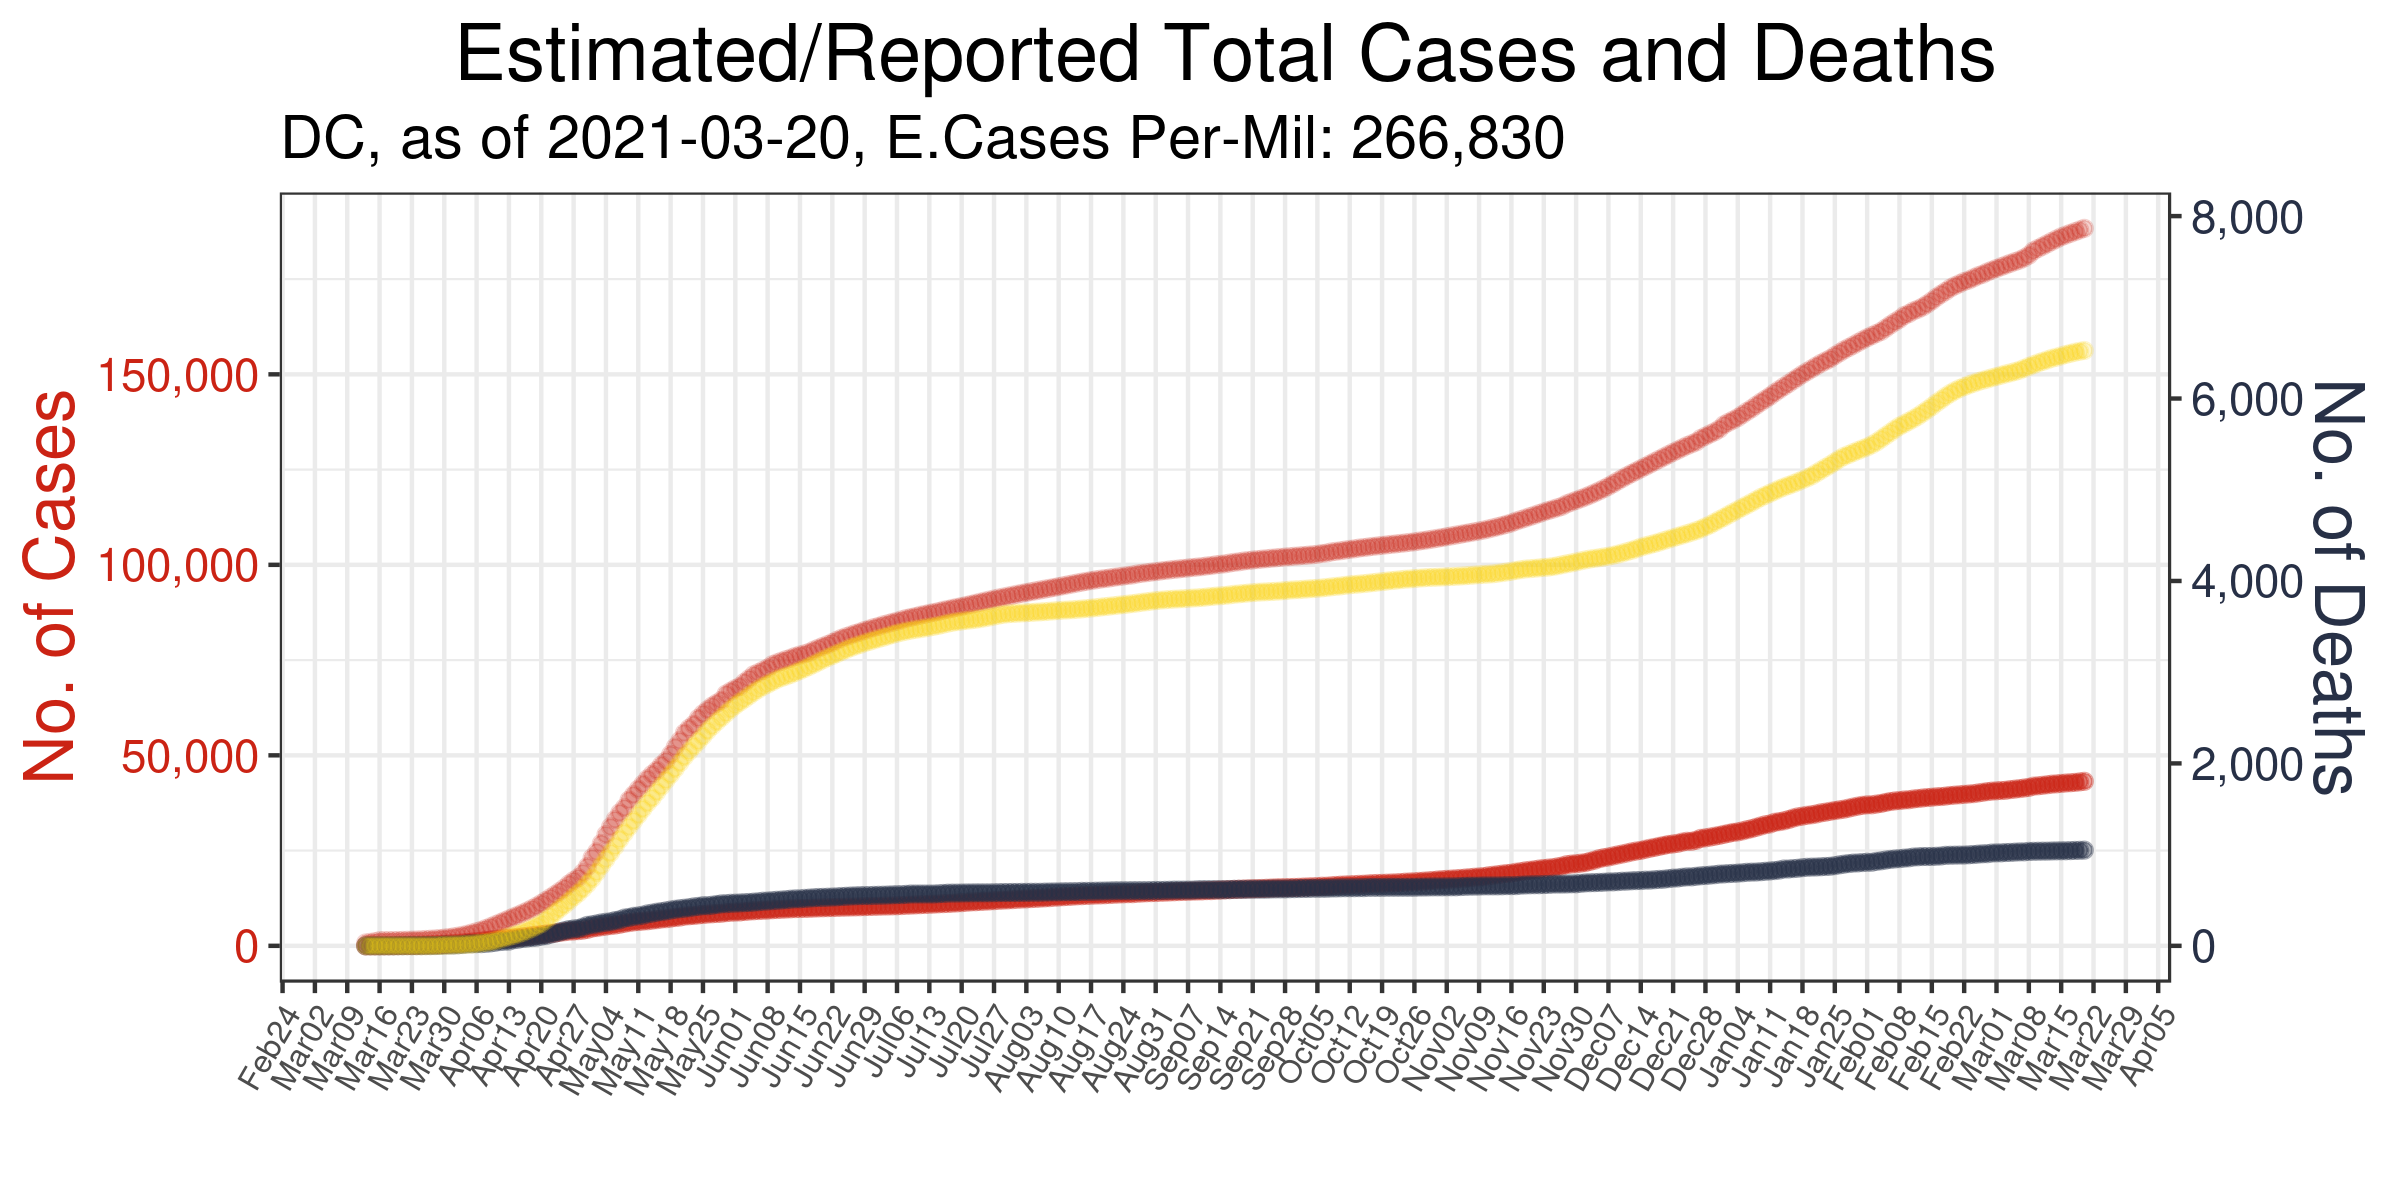 Estimated/Reported Total Cases and Deaths
DC, as of 2021-03-20, E.Cases Per-Mil: 266,830
No. of Cases
150,000
100,000
50,000
0
8,000
6,000
4,000
2,000
0
No. of Deaths
Feb24
Mar02
Mar09
Mar16
Mar23
Mar30
Apr06
Apr13
Apr20
Apr27
May04
May11
May18
May25
Jun01
Jun08
Jun15
Jun22
Jun29
Jul06
Jul13
Jul20
Jul27
Aug03
Aug10
Aug17
Aug24
Aug31
Sep07
Sep14
Sep21
Sep28
Oct05
Oct12
Oct19
Oct26
Nov02
Nov09
Nov16
Nov23
Nov30
Dec07
Dec14
Dec21
Dec28
Jan04
Jan11
Jan18
Jan25
Feb01
Feb08
Feb15
Feb22
Mar01
Mar08
Mar15
Mar22
Mar29
Apr05